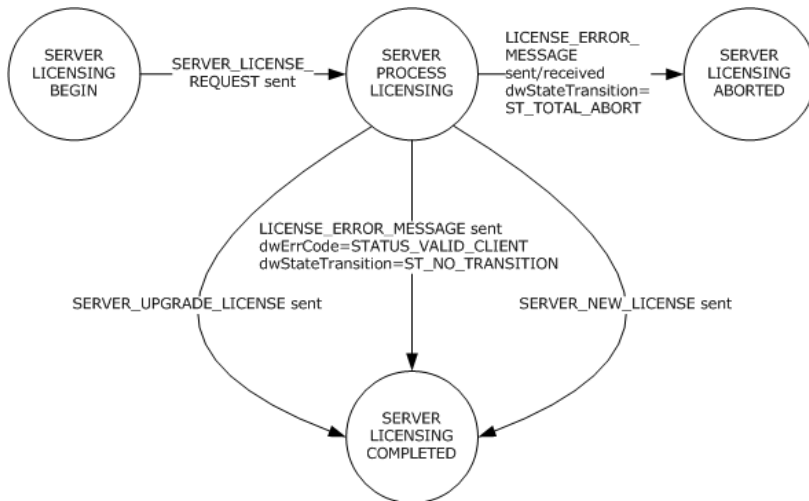 SERVER
LICENSING
BEGIN
SERVER_LICENSE_
REQUEST sent
SERVER
PROCESS
LICENSING
LICENSE_ERROR_
MESSAGE
sent/received
dwStateTransition=
ST_TOTAL_ABORT
SERVER
LICENSING
ABORTED
LICENSE_ERROR_MESSAGE sent
dwErrCode=STATUS_VALID_CLIENT
dwStateTransition=ST_NO_TRANSITION
SERVER_UPGRADE_LICENSE sent
SERVER_NEW_LICENSE sent
SERVER
LICENSING
COMPLETED